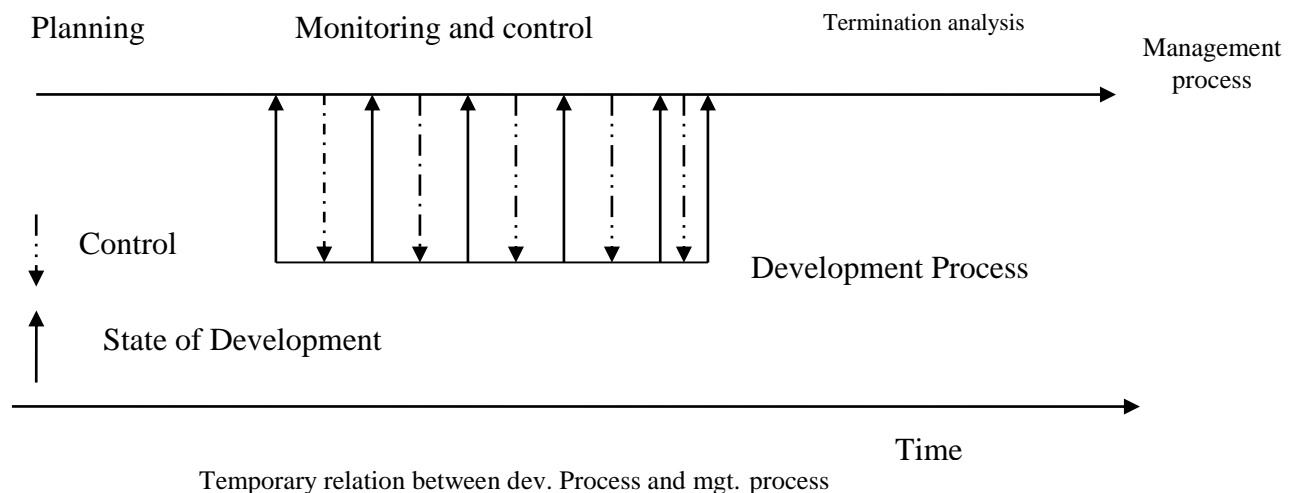 Planning
Monitoring and control
Termination analysis
Management
process
Control
Development Process
State of Development
Time
Temporary relation between dev. Process and mgt. process